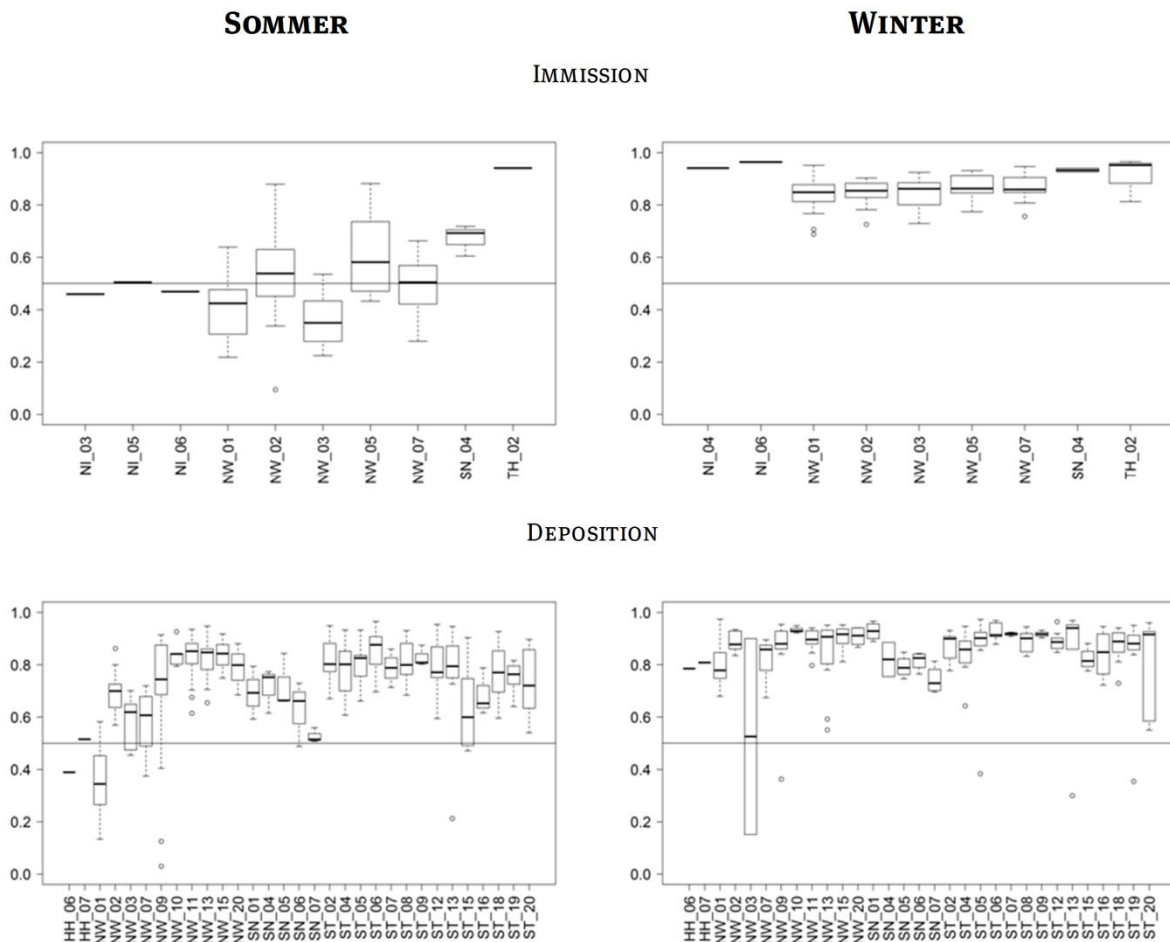 SOMMER
WINTER
IMMISSION
1.0
0.8
0.6
0.4
0.2
0.0
NI_03
NI_05
NI_06
NW_01
NW_02
NW_03
NW_05
NW_07
SN_04
TH_02
1.0
0.8
0.6
0.4
0.2
0.0
NI_04
NI_06
NW_01
NW_02
NW_03
NW_05
NW_07
SN_04
TH_02
DEPOSITION
1.0
0.8
0.6
0.4
0.2
0.0
HH_06
HH_07
NW_01
NW_02
NW_03
NW_07
NW_09
NW_10
NW_11
NW_13
NW_15
NW_20
SN_01
SN_04
SN_05
SN_06
SN_07
ST_02
ST_04
ST_05
ST_06
ST_07
ST_08
ST_09
ST_12
ST_13
ST_15
ST_16
ST_18
ST_19
ST_20
1.0
0.8
0.6
0.4
0.2
0.0
HH_06
HH_07
NW_01
NW_02
NW_03
NW_07
NW_09
NW_10
NW_11
NW_13
NW_15
NW_20
SN_01
SN_04
SN_05
SN_06
SN_07
ST_02
ST_04
ST_05
ST_06
ST_07
ST_08
ST_09
ST_12
ST_13
ST_15
ST_16
ST_18
ST_19
ST_20